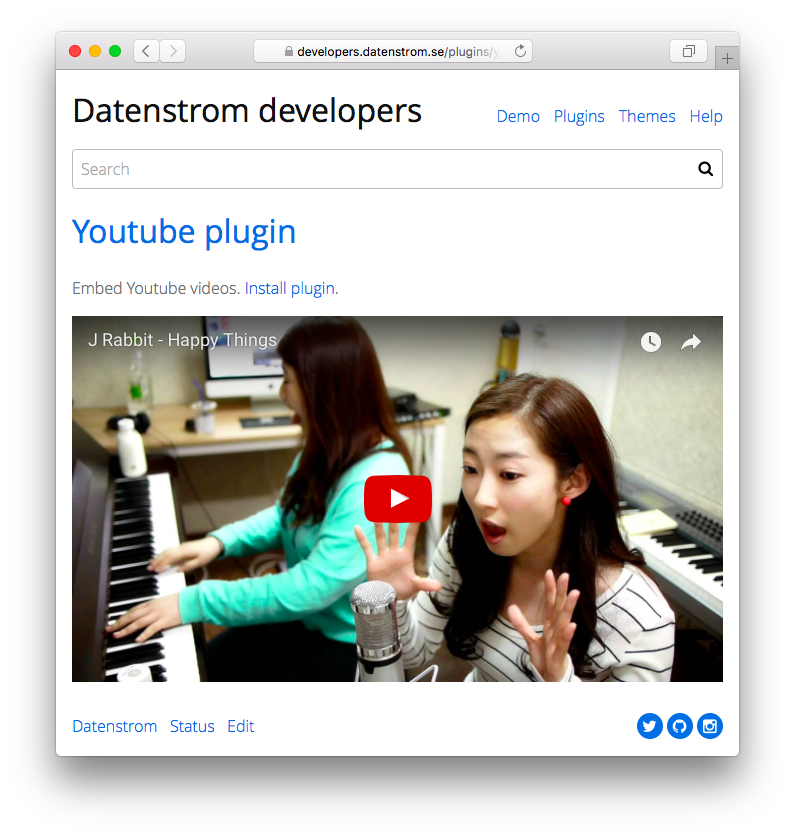 developers.datenstrom.se/plugins/
Datenstrom developers
Demo Plugins Themes Help
Search
Youtube plugin
Embed Youtube videos. Install plugin.
J Rabbit - Happy Things
Datenstrom Status Edit